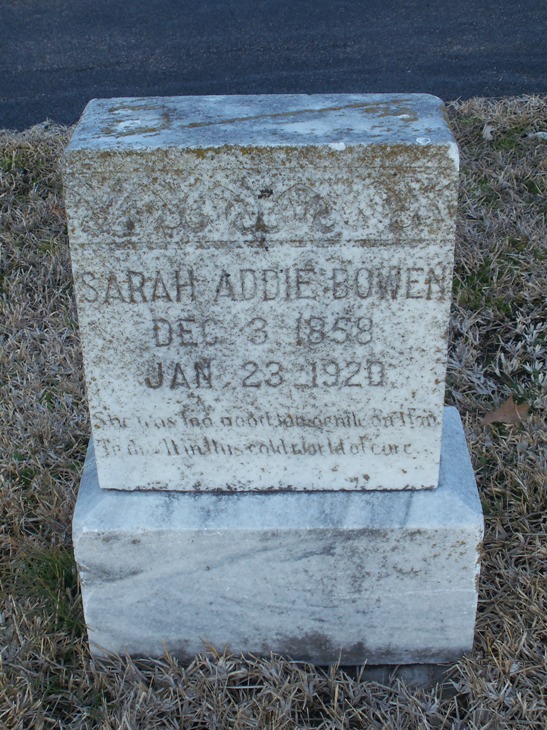 SARAH ADDIE BOWEN
DEC. 3 1858
JAN. 23 1920
She was too good, too gentle and fair
To dwell in this cold world of care.